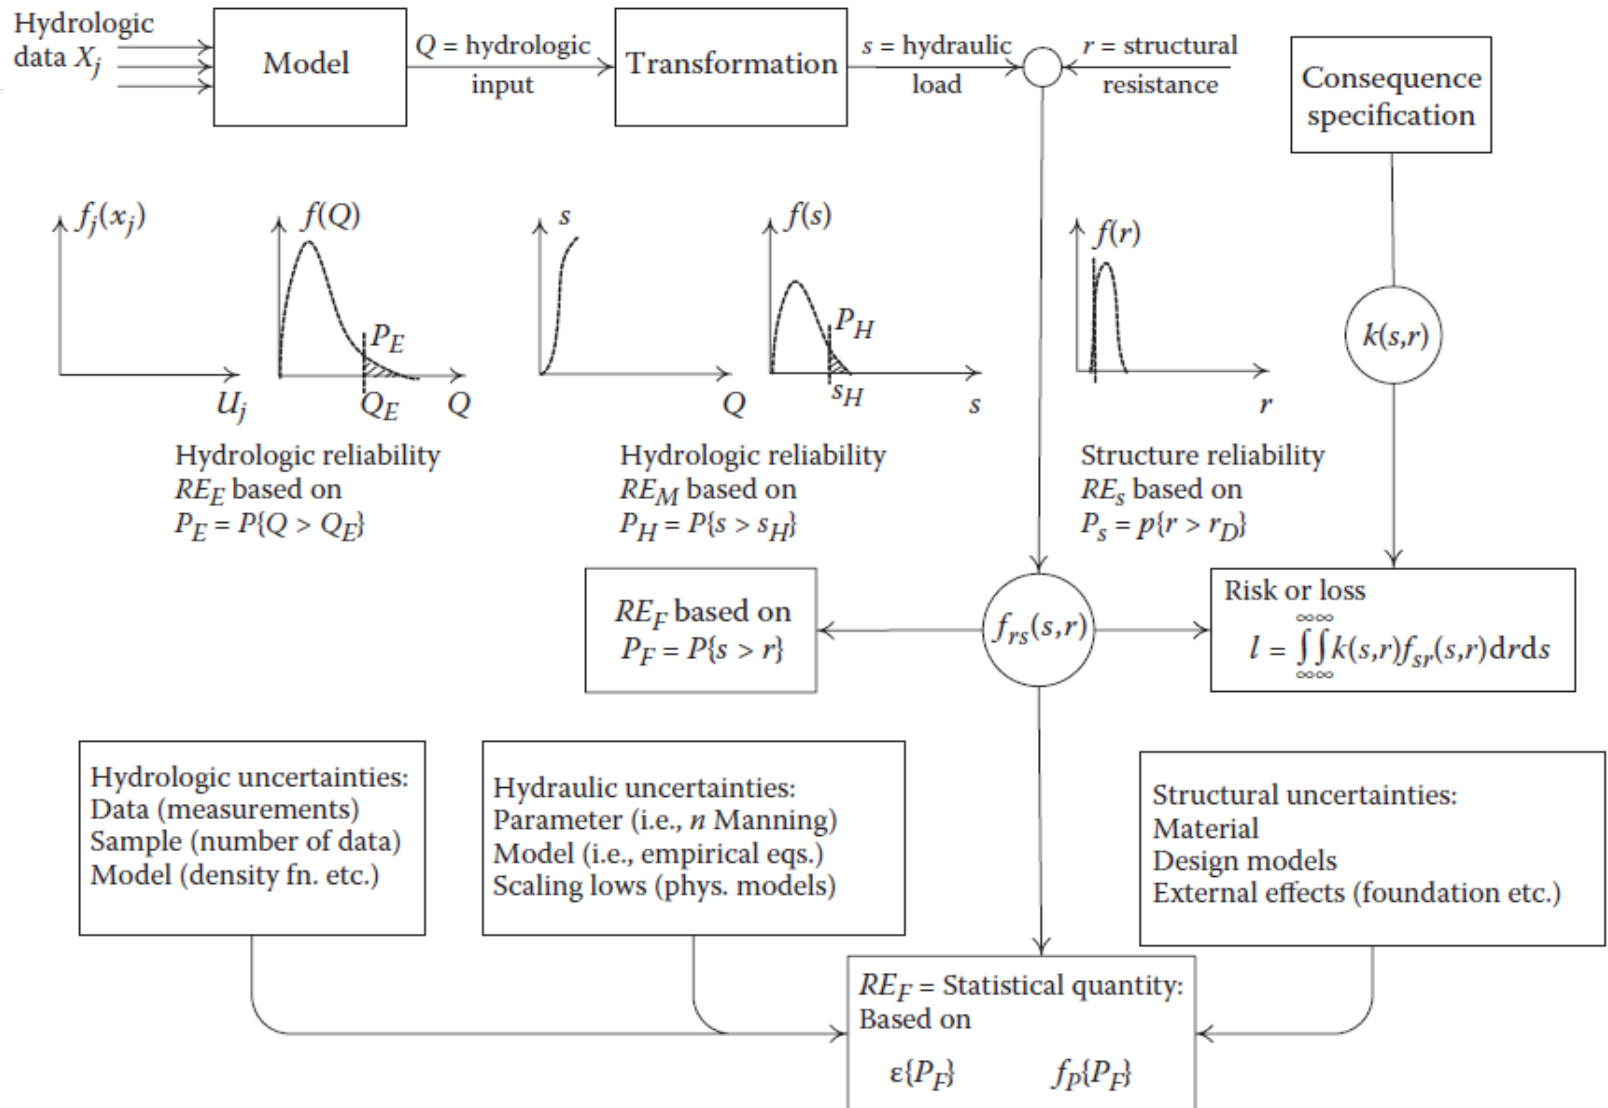 Hydrologic
data Xj
Model
Q = hydrologic
input
Transformation
s = hydraulic
load
r = structural
resistance
Consequence
specification
fj(xj)
Uj
f(Q)
PE
QE
Q
s
Q
f(s)
PH
sH
s
f(r)
r
k(s,r)
Hydrologic reliability
REE based on
PE = P{Q > QE}
Hydrologic reliability
REM based on
PH = P{s > sH}
Structure reliability
REs based on
Ps = p{r > rD}
REF based on
PF = P{s > r}
frs(s,r)
Risk or loss
∞∞
l = ∫∫k(s,r)fsr(s,r)drds
∞∞
Hydrologic uncertainties:
Data (measurements)
Sample (number of data)
Model (density fn. etc.)
Hydraulic uncertainties:
Parameter (i.e., n Manning)
Model (i.e., empirical eqs.)
Scaling lows (phys. models)
Structural uncertainties:
Material
Design models
External effects (foundation etc.)
REF = Statistical quantity:
Based on
ε{PF} fP{PF}